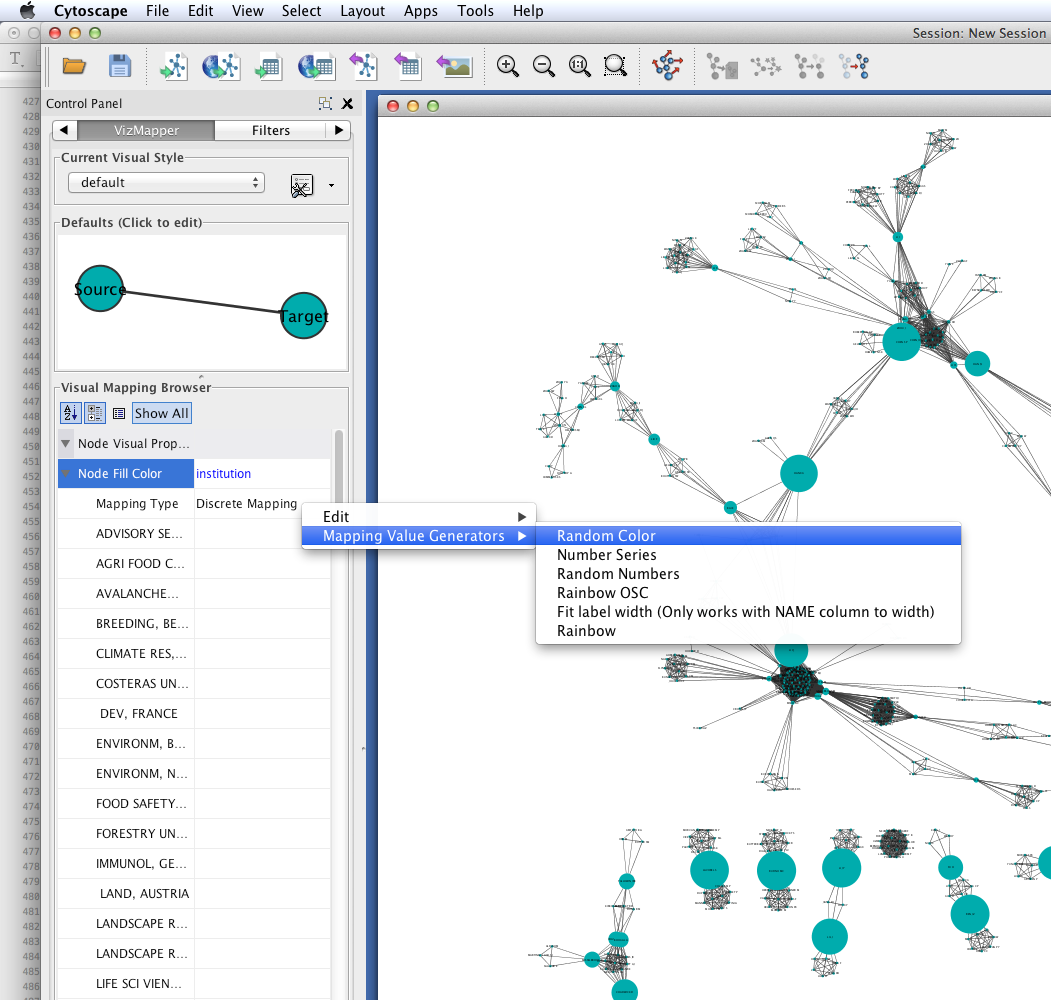 Cytoscape File Edit View Select Layout Apps Tools Help
Session: New Session
T
1:1
427
428
429
430
431
432
433
434
435
436
437
438
439
440
441
442
443
444
445
446
447
448
449
450
451
452
453
454
455
456
457
458
459
460
461
462
463
464
465
466
467
468
469
470
471
472
473
474
475
476
477
478
479
480
481
482
483
484
485
486
Control Panel
VizMapper Filters
Current Visual Style
default
Defaults (Click to edit)
Source
Target
Visual Mapping Browser
Show All
Node Visual Prop...
Node Fill Color institution
Mapping Type Discrete Mapping
ADVISORY SE...
AGRI FOOD C...
AVALANCHE...
BREEDING, BE...
CLIMATE RES,...
COSTERAS UN...
DEV, FRANCE
ENVIRONM, B...
ENVIRONM, N...
FOOD SAFETY...
FORESTRY UN...
IMMUNOL, GE...
LAND, AUSTRIA
LANDSCAPE R...
LANDSCAPE R...
LIFE SCI VIEN...
Edit
Mapping Value Generators
Random Color
Number Series
Random Numbers
Rainbow OSC
Fit label width (Only works with NAME column to width)
Rainbow